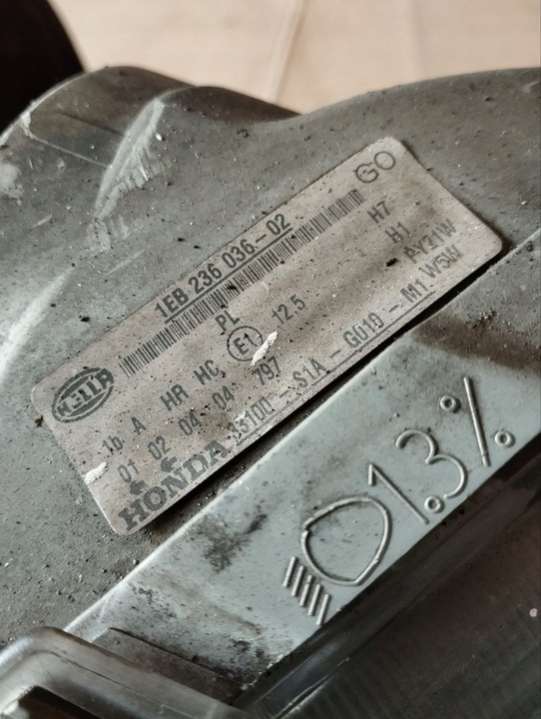 GO
1EB 236 036-02
HELLA
PL
E1
12.5
H7
H1
PY21W
W5W
1b A HR HC
01 02 04 04 797
HONDA 33100-S1A-G010-M1
1.3%